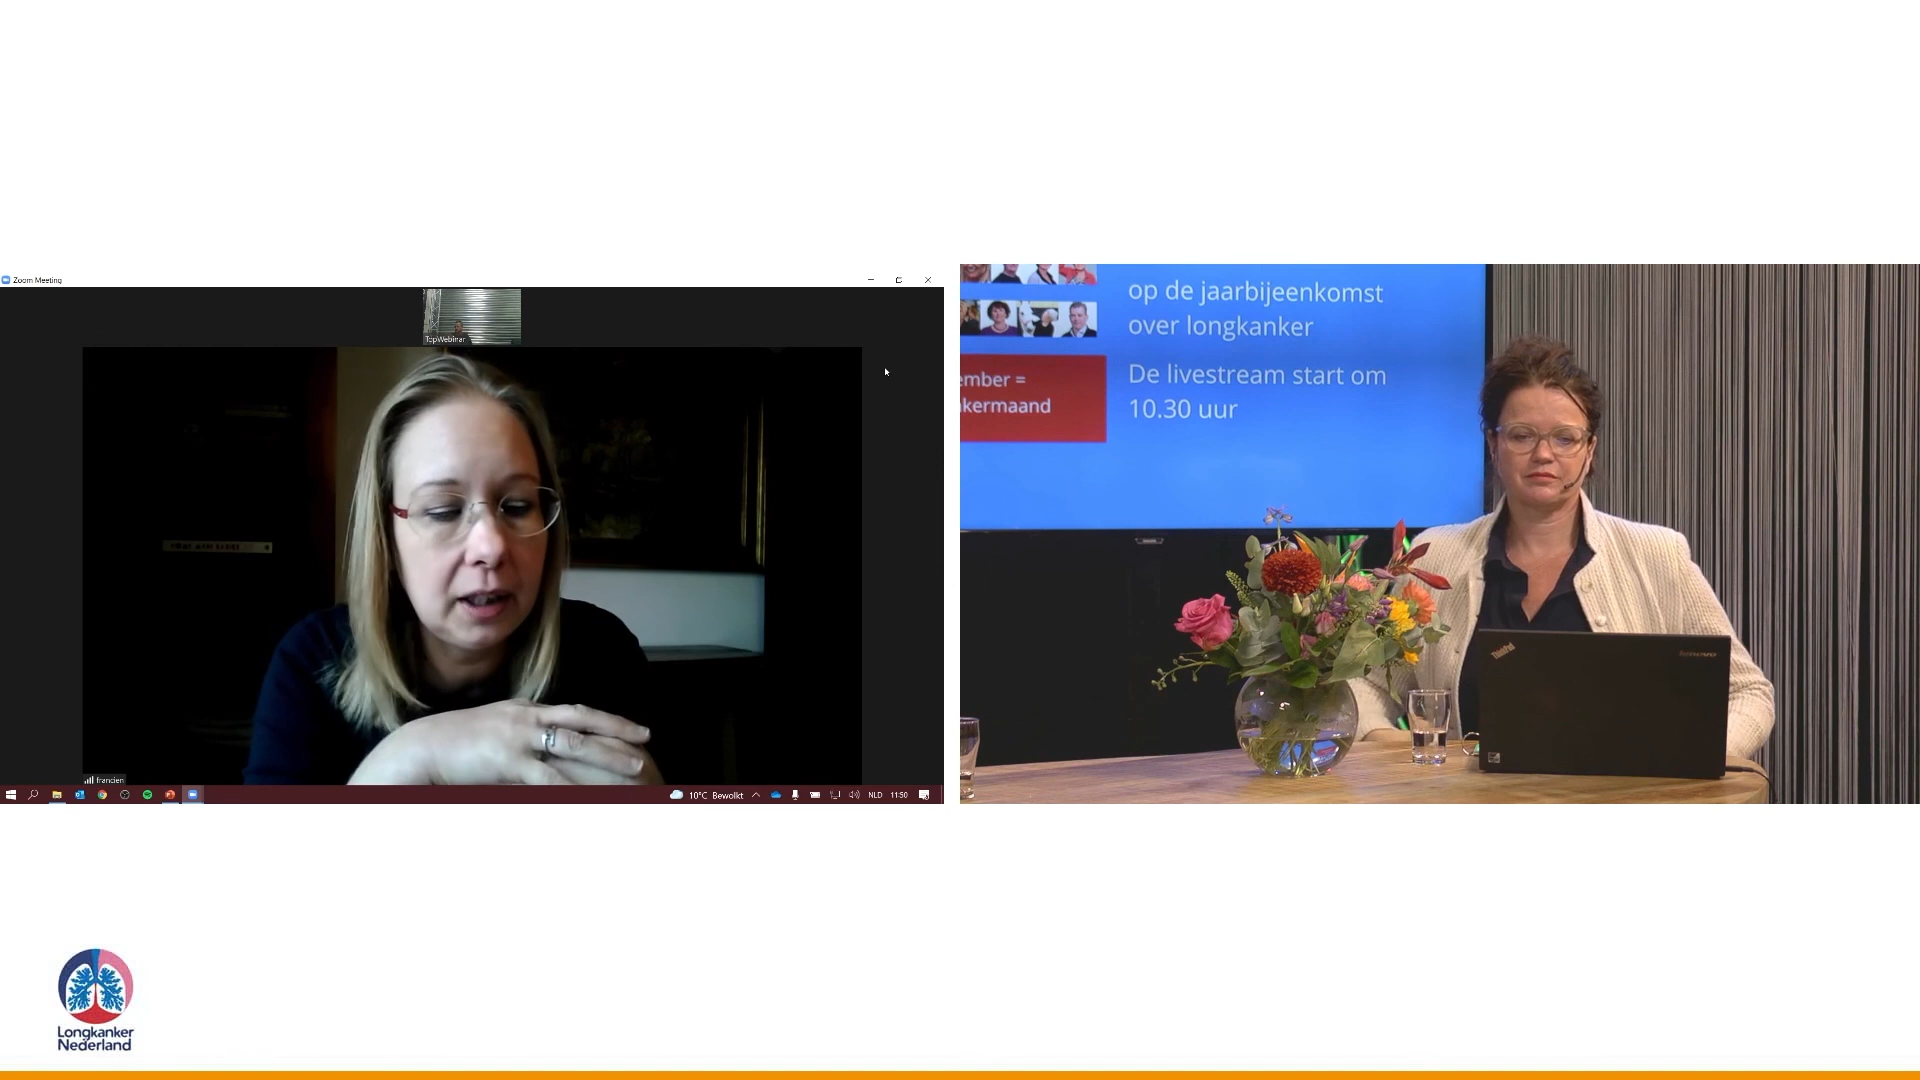 Zoom Meeting
TopWebinar
francien
10°C Bewolkt
NLD
11:50
op de jaarbijeenkomst
over longkanker
De livestream start om
10.30 uur
ember =
kermaand
ThinkPad
Longkanker
Nederland